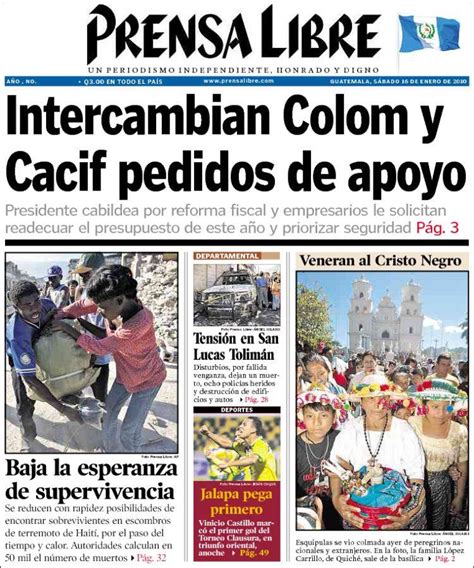 PRENSA LIBRE
UN PERIODISMO INDEPENDIENTE, HONRADO Y DIGNO
AÑO , NO.
Q3.00 EN TODO EL PAÍS
www.prensalibre.com
GUATEMALA, SÁBADO 16 DE ENERO DE 2010
Intercambian Colom y
Cacif pedidos de apoyo
Presidente cabildea por reforma fiscal y empresarios le solicitan
readecuar el presupuesto de este año y priorizar seguridad Pág. 3
Baja la esperanza
de supervivencia
Se reducen con rapidez posibilidades de
encontrar sobrevivientes en escombros
de terremoto de Haití, por el paso del
tiempo y calor. Autoridades calculan en
50 mil el número de muertos Pág. 32
DEPARTAMENTAL
Tensión en San
Lucas Tolimán
Disturbios, por fallida
venganza, dejan un muerto,
ocho policías heridos
y destrucción de edificios
y autos Pág. 28
DEPORTES
Jalapa pega
primero
Vinicio Castillo marcó
el primer gol del
Torneo Clausura, en
triunfo oriental,
anoche Pág. 49
Veneran al Cristo Negro
Esquipulas se vio colmada ayer de peregrinos nacionales
y extranjeros. En la foto, la familia López
Carrillo, de Quiché, sale de la basílica Pág. 2